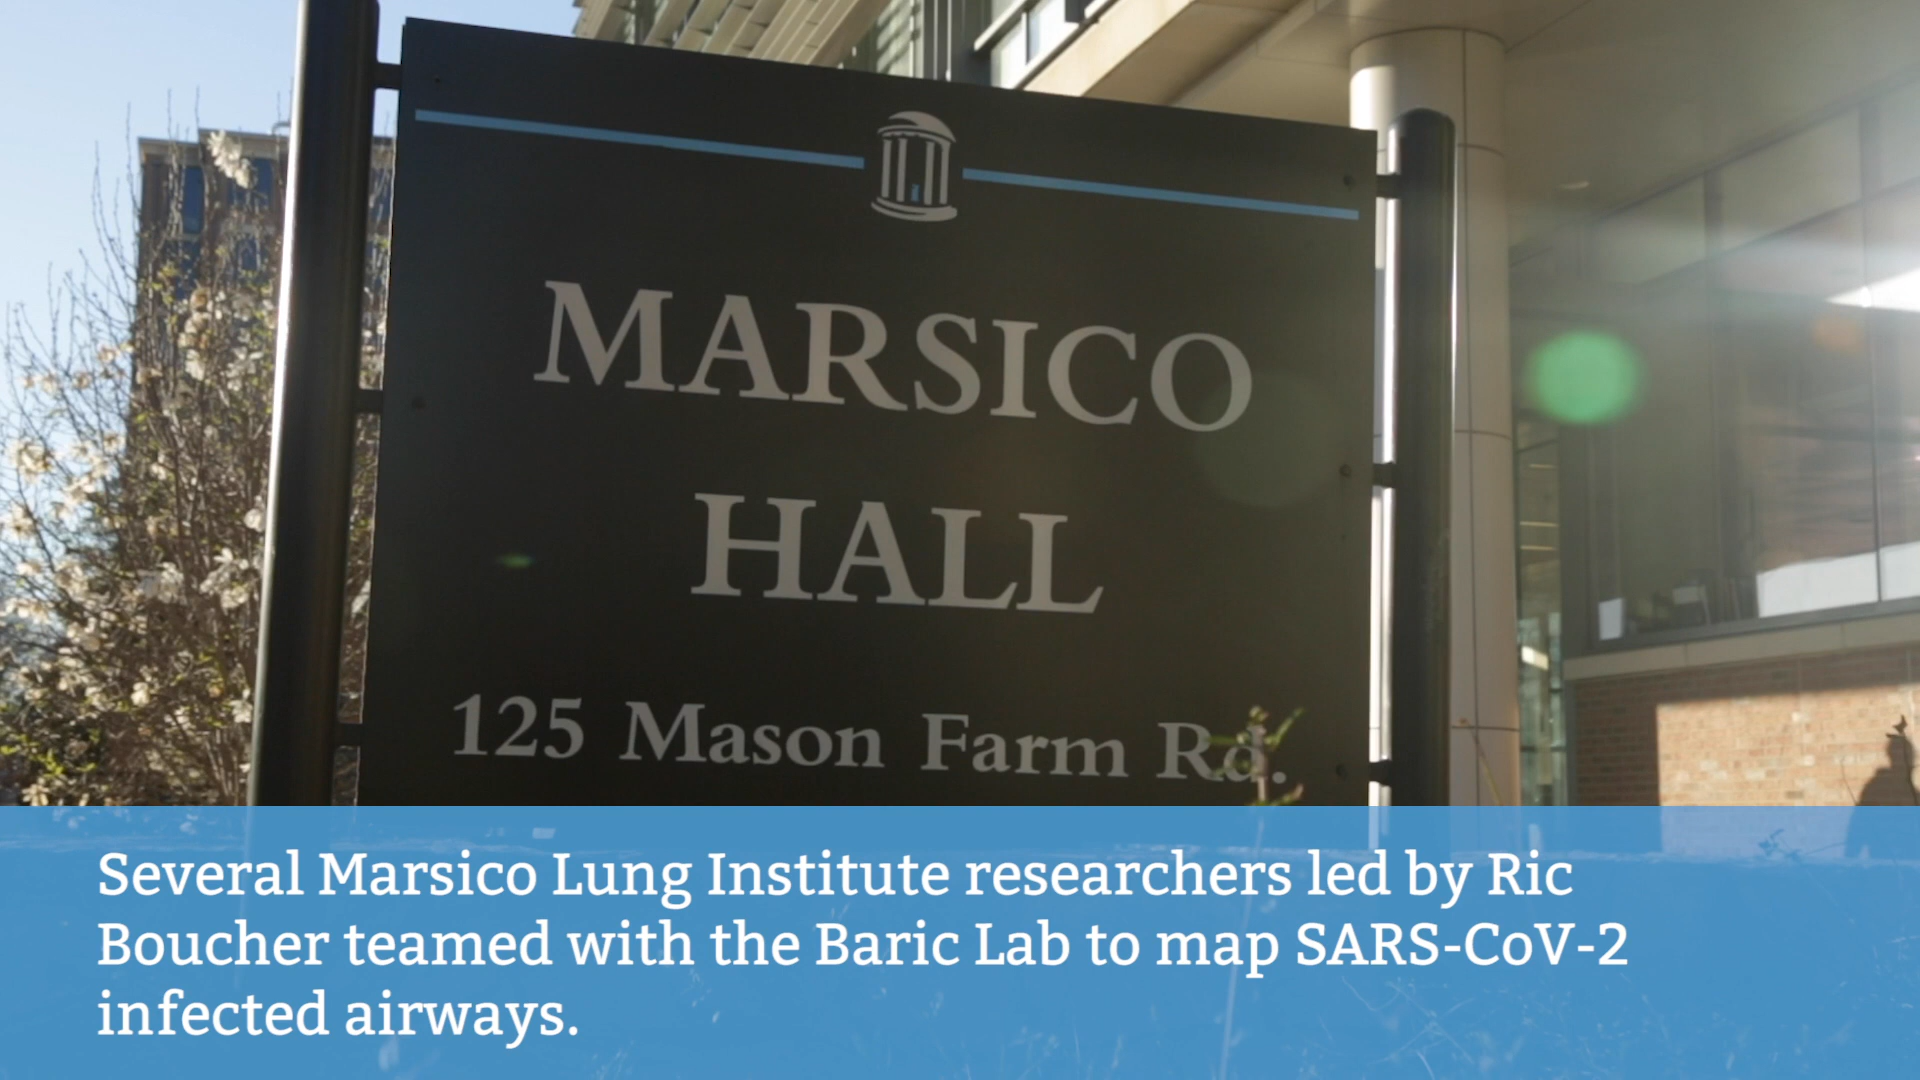 MARSICO
HALL
125 Mason Farm Rd.
Several Marsico Lung Institute researchers led by Ric
Boucher teamed with the Baric Lab to map SARS-CoV-2
infected airways.